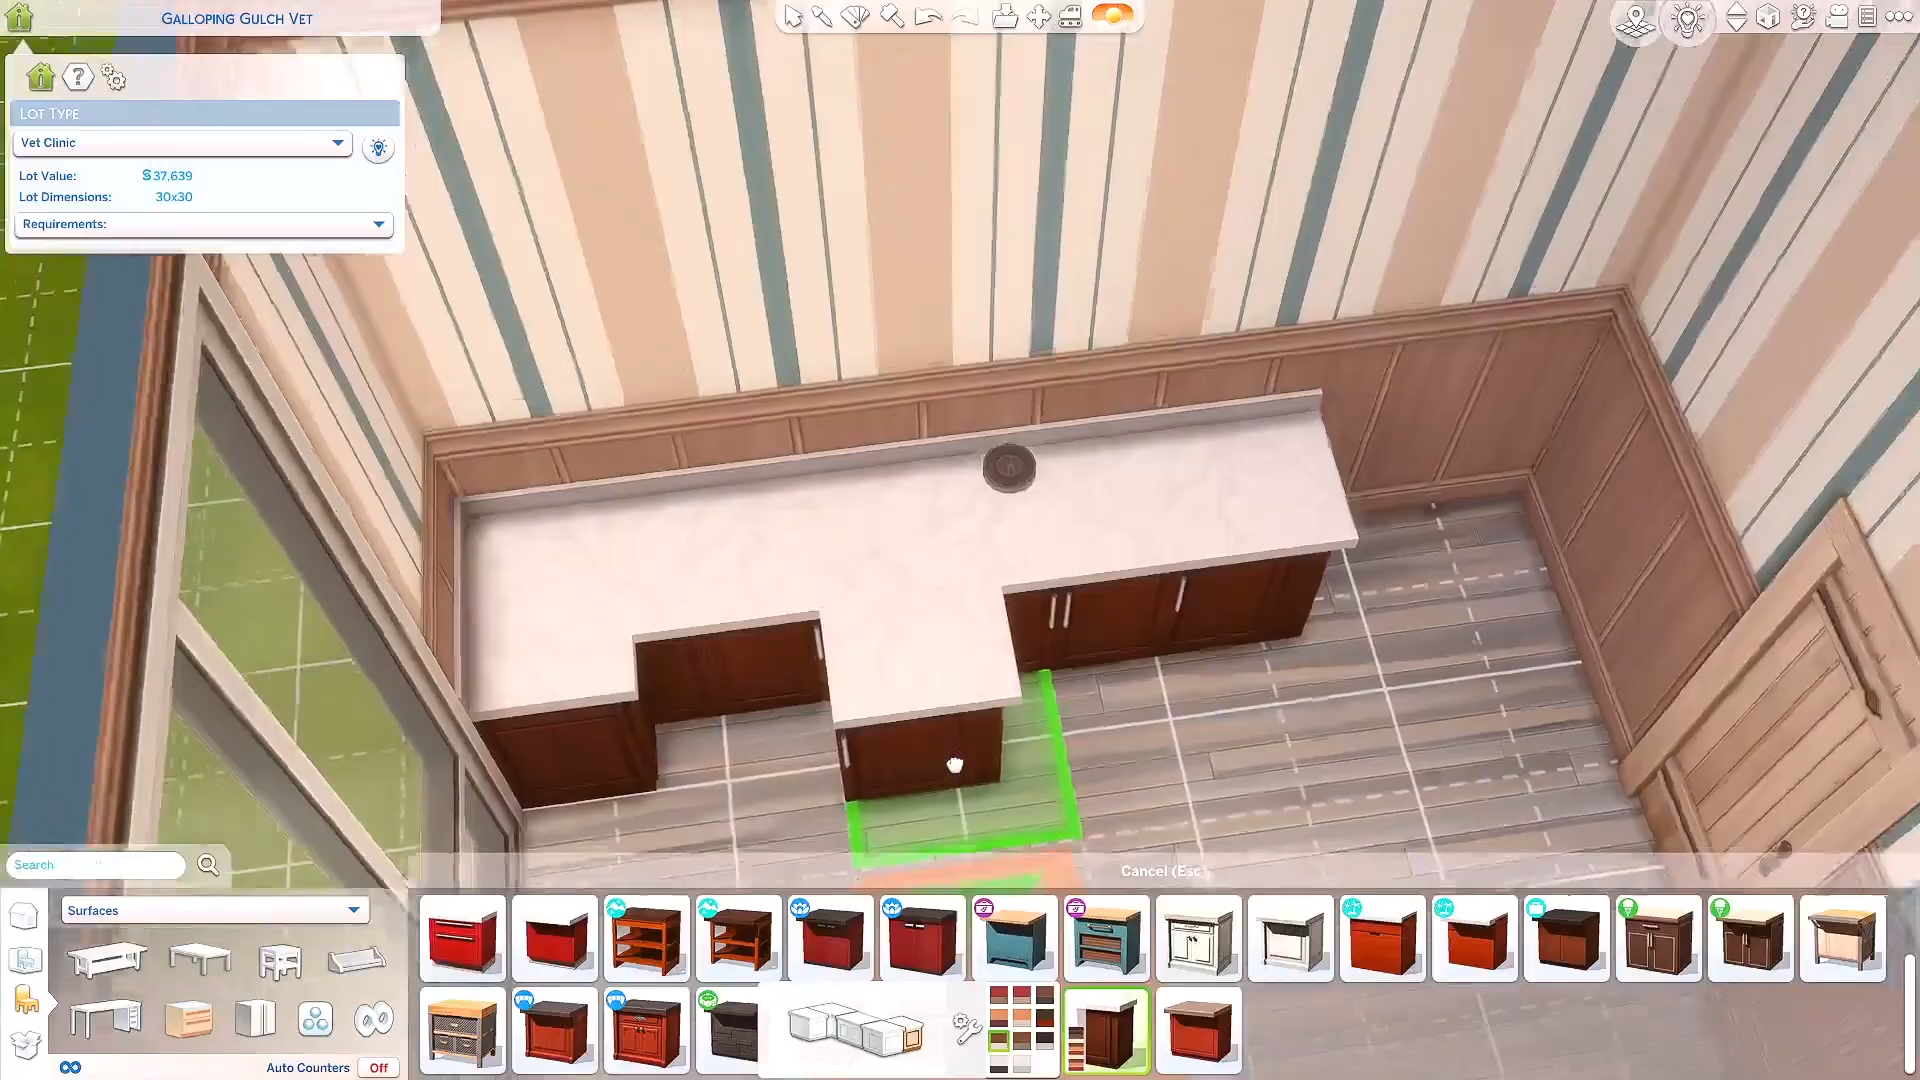 GALLOPING GULCH VET
LOT TYPE
Vet Clinic
Lot Value: §37,639
Lot Dimensions: 30x30
Requirements:
Search
Cancel (Esc
Surfaces
Auto Counters Off